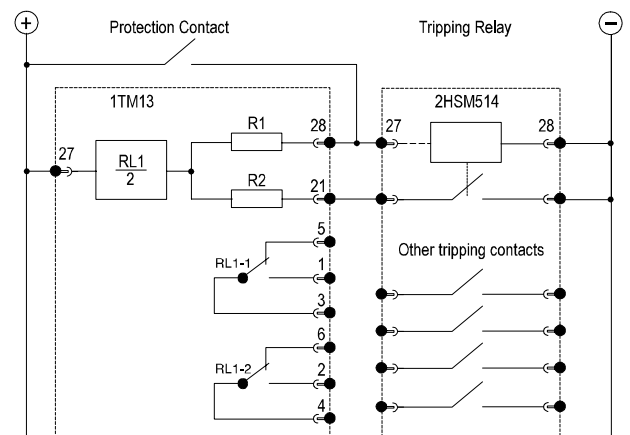 +
Protection Contact
Tripping Relay
−
1TM13
2HSM514
R1
28
27
28
27
RL1
2
R2
21
5
RL1-1
1
Other tripping contacts
3
6
RL1-2
2
4